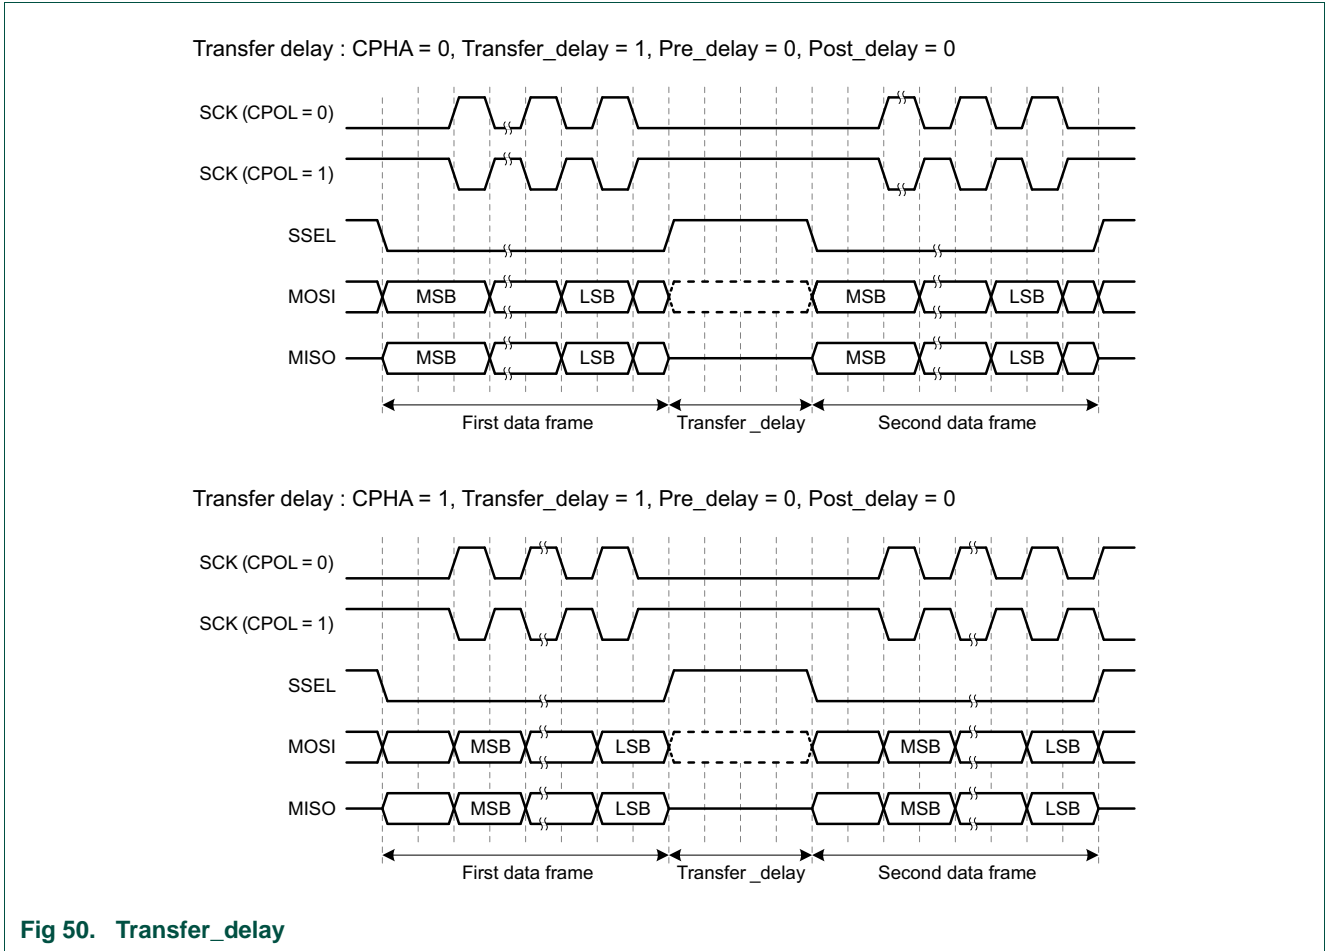 Transfer delay : CPHA = 0, Transfer_delay = 1, Pre_delay = 0, Post_delay = 0
SCK (CPOL = 0)
SCK (CPOL = 1)
SSEL
MOSI MSB LSB MSB LSB
MISO MSB LSB MSB LSB
First data frame Transfer _delay Second data frame
Transfer delay : CPHA = 1, Transfer_delay = 1, Pre_delay = 0, Post_delay = 0
SCK (CPOL = 0)
SCK (CPOL = 1)
SSEL
MOSI MSB LSB MSB LSB
MISO MSB LSB MSB LSB
First data frame Transfer _delay Second data frame
Fig 50. Transfer_delay